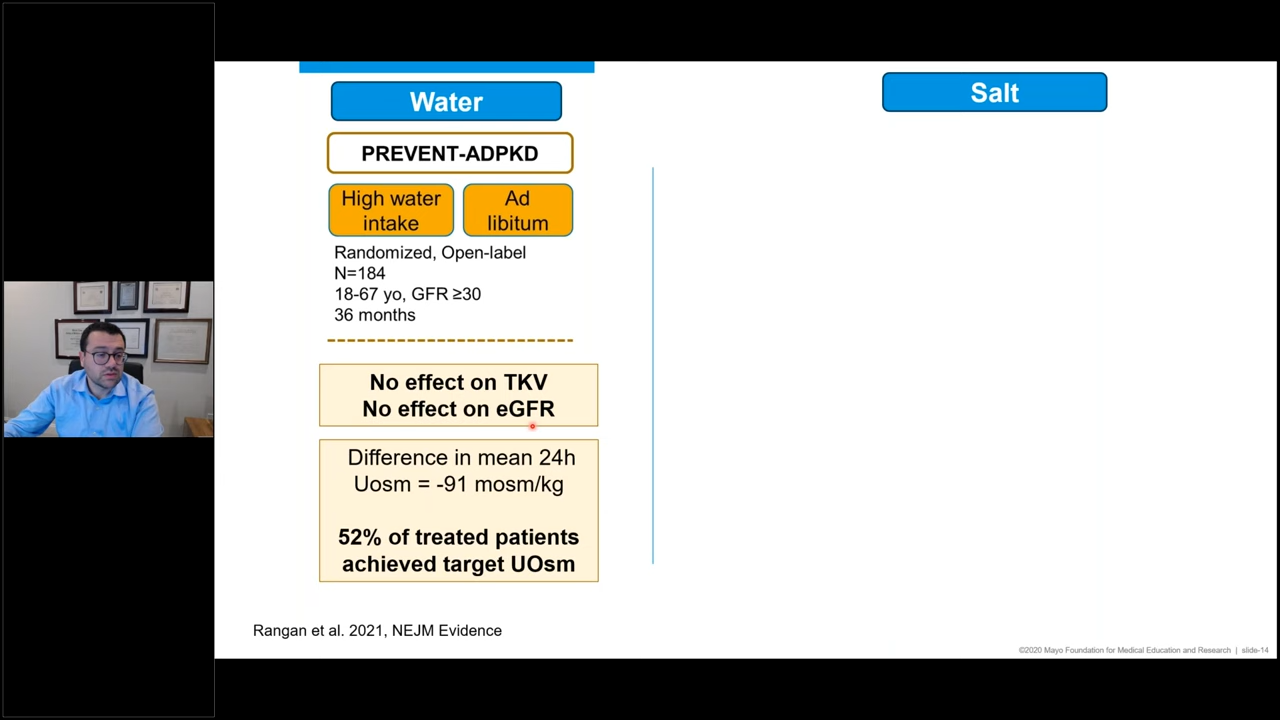 Water
PREVENT-ADPKD
High water
intake
Ad
libitum
Randomized, Open-label
N=184
18-67 yo, GFR ≥30
36 months
No effect on TKV
No effect on eGFR
Difference in mean 24h
Uosm = -91 mosm/kg
52% of treated patients
achieved target UOsm
Rangan et al. 2021, NEJM Evidence
Salt
©2020 Mayo Foundation for Medical Education and Research | slide-14